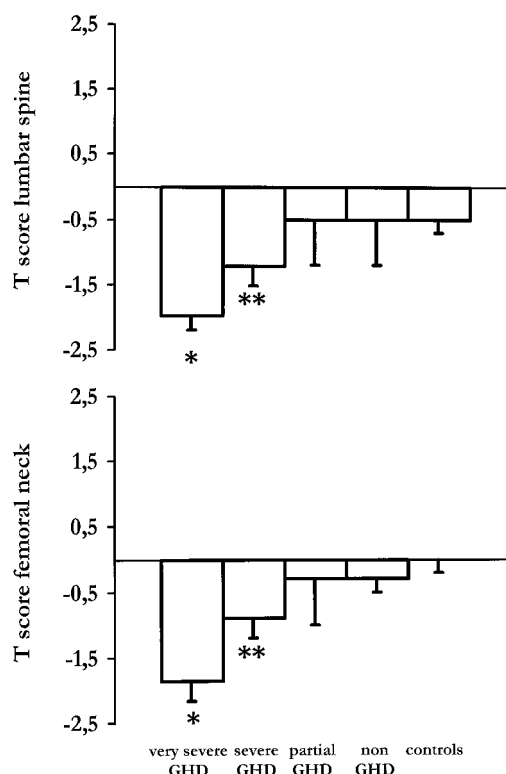 2,5
1,5
0,5
-0,5
-1,5
-2,5
T score lumbar spine
*
**
2,5
1,5
0,5
-0,5
-1,5
-2,5
T score femoral neck
*
**
very severe GHD
severe GHD
partial GHD
non GHD
controls